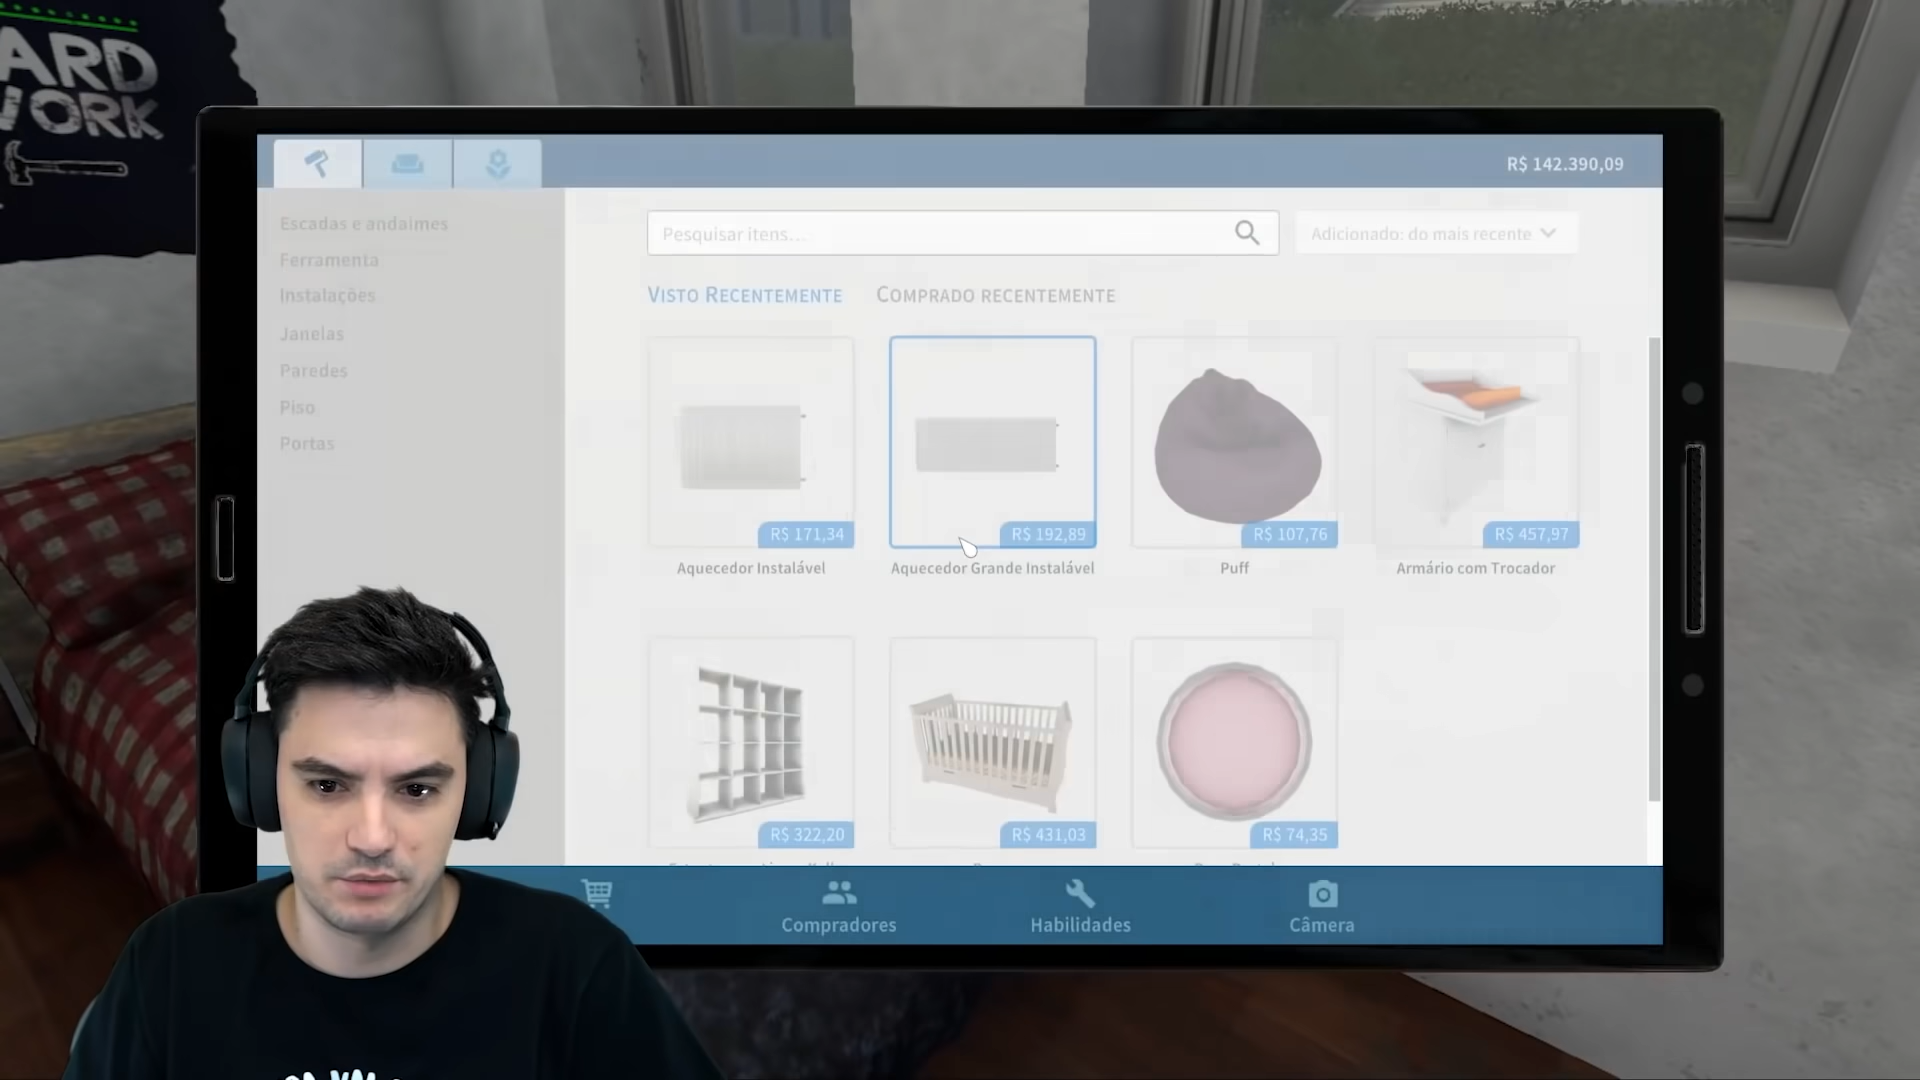 ARD
WORK
R$ 142.390,09
Escadas e andaimes
Ferramenta
Instalações
Janelas
Paredes
Piso
Portas
Pesquisar itens...
Adicionado: do mais recente
VISTO RECENTEMENTE
COMPRADO RECENTEMENTE
R$ 171,34
R$ 192,89
R$ 107,76
R$ 457,97
Aquecedor Instalável
Aquecedor Grande Instalável
Puff
Armário com Trocador
R$ 322,20
R$ 431,03
R$ 74,35
Compradores
Habilidades
Câmera